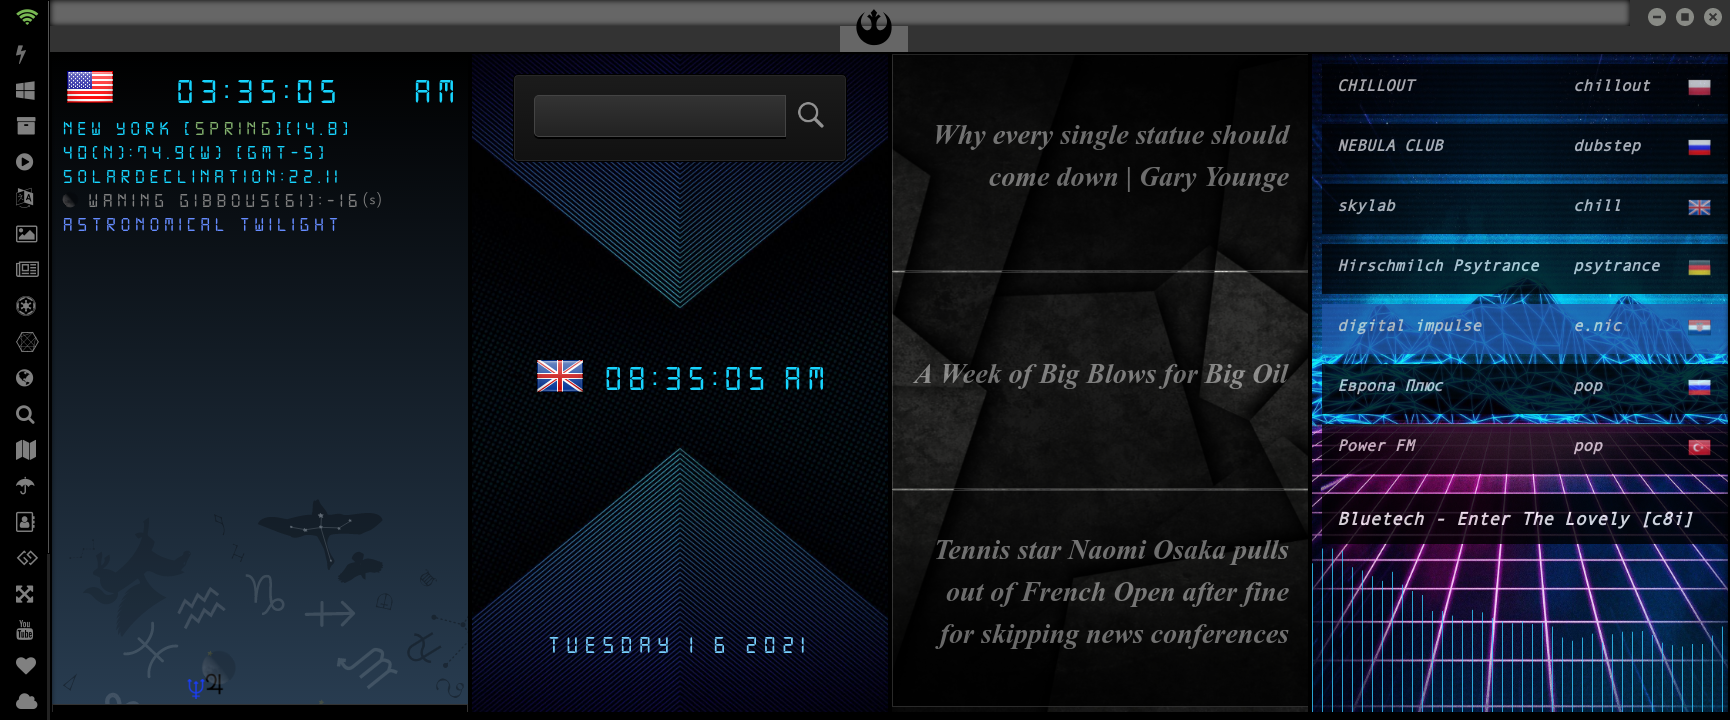 03:35:05 AM
NEW YORK [SPRING][14.8]
40(N):74.9(W) [GMT-5]
SOLARDECLINATION:22.11
WANING GIBBOUS[61]:-16(s)
ASTRONOMICAL TWILIGHT
08:35:05 AM
TUESDAY 1 6 2021
Why every single statue should
come down | Gary Younge
A Week of Big Blows for Big Oil
Tennis star Naomi Osaka pulls
out of French Open after fine
for skipping news conferences
CHILLOUT chillout
NEBULA CLUB dubstep
skylab chill
Hirschmilch Psytrance psytrance
digital impulse e.nic
Европа Плюс pop
Power FM pop
Bluetech - Enter The Lovely [c8i]
You
Tube